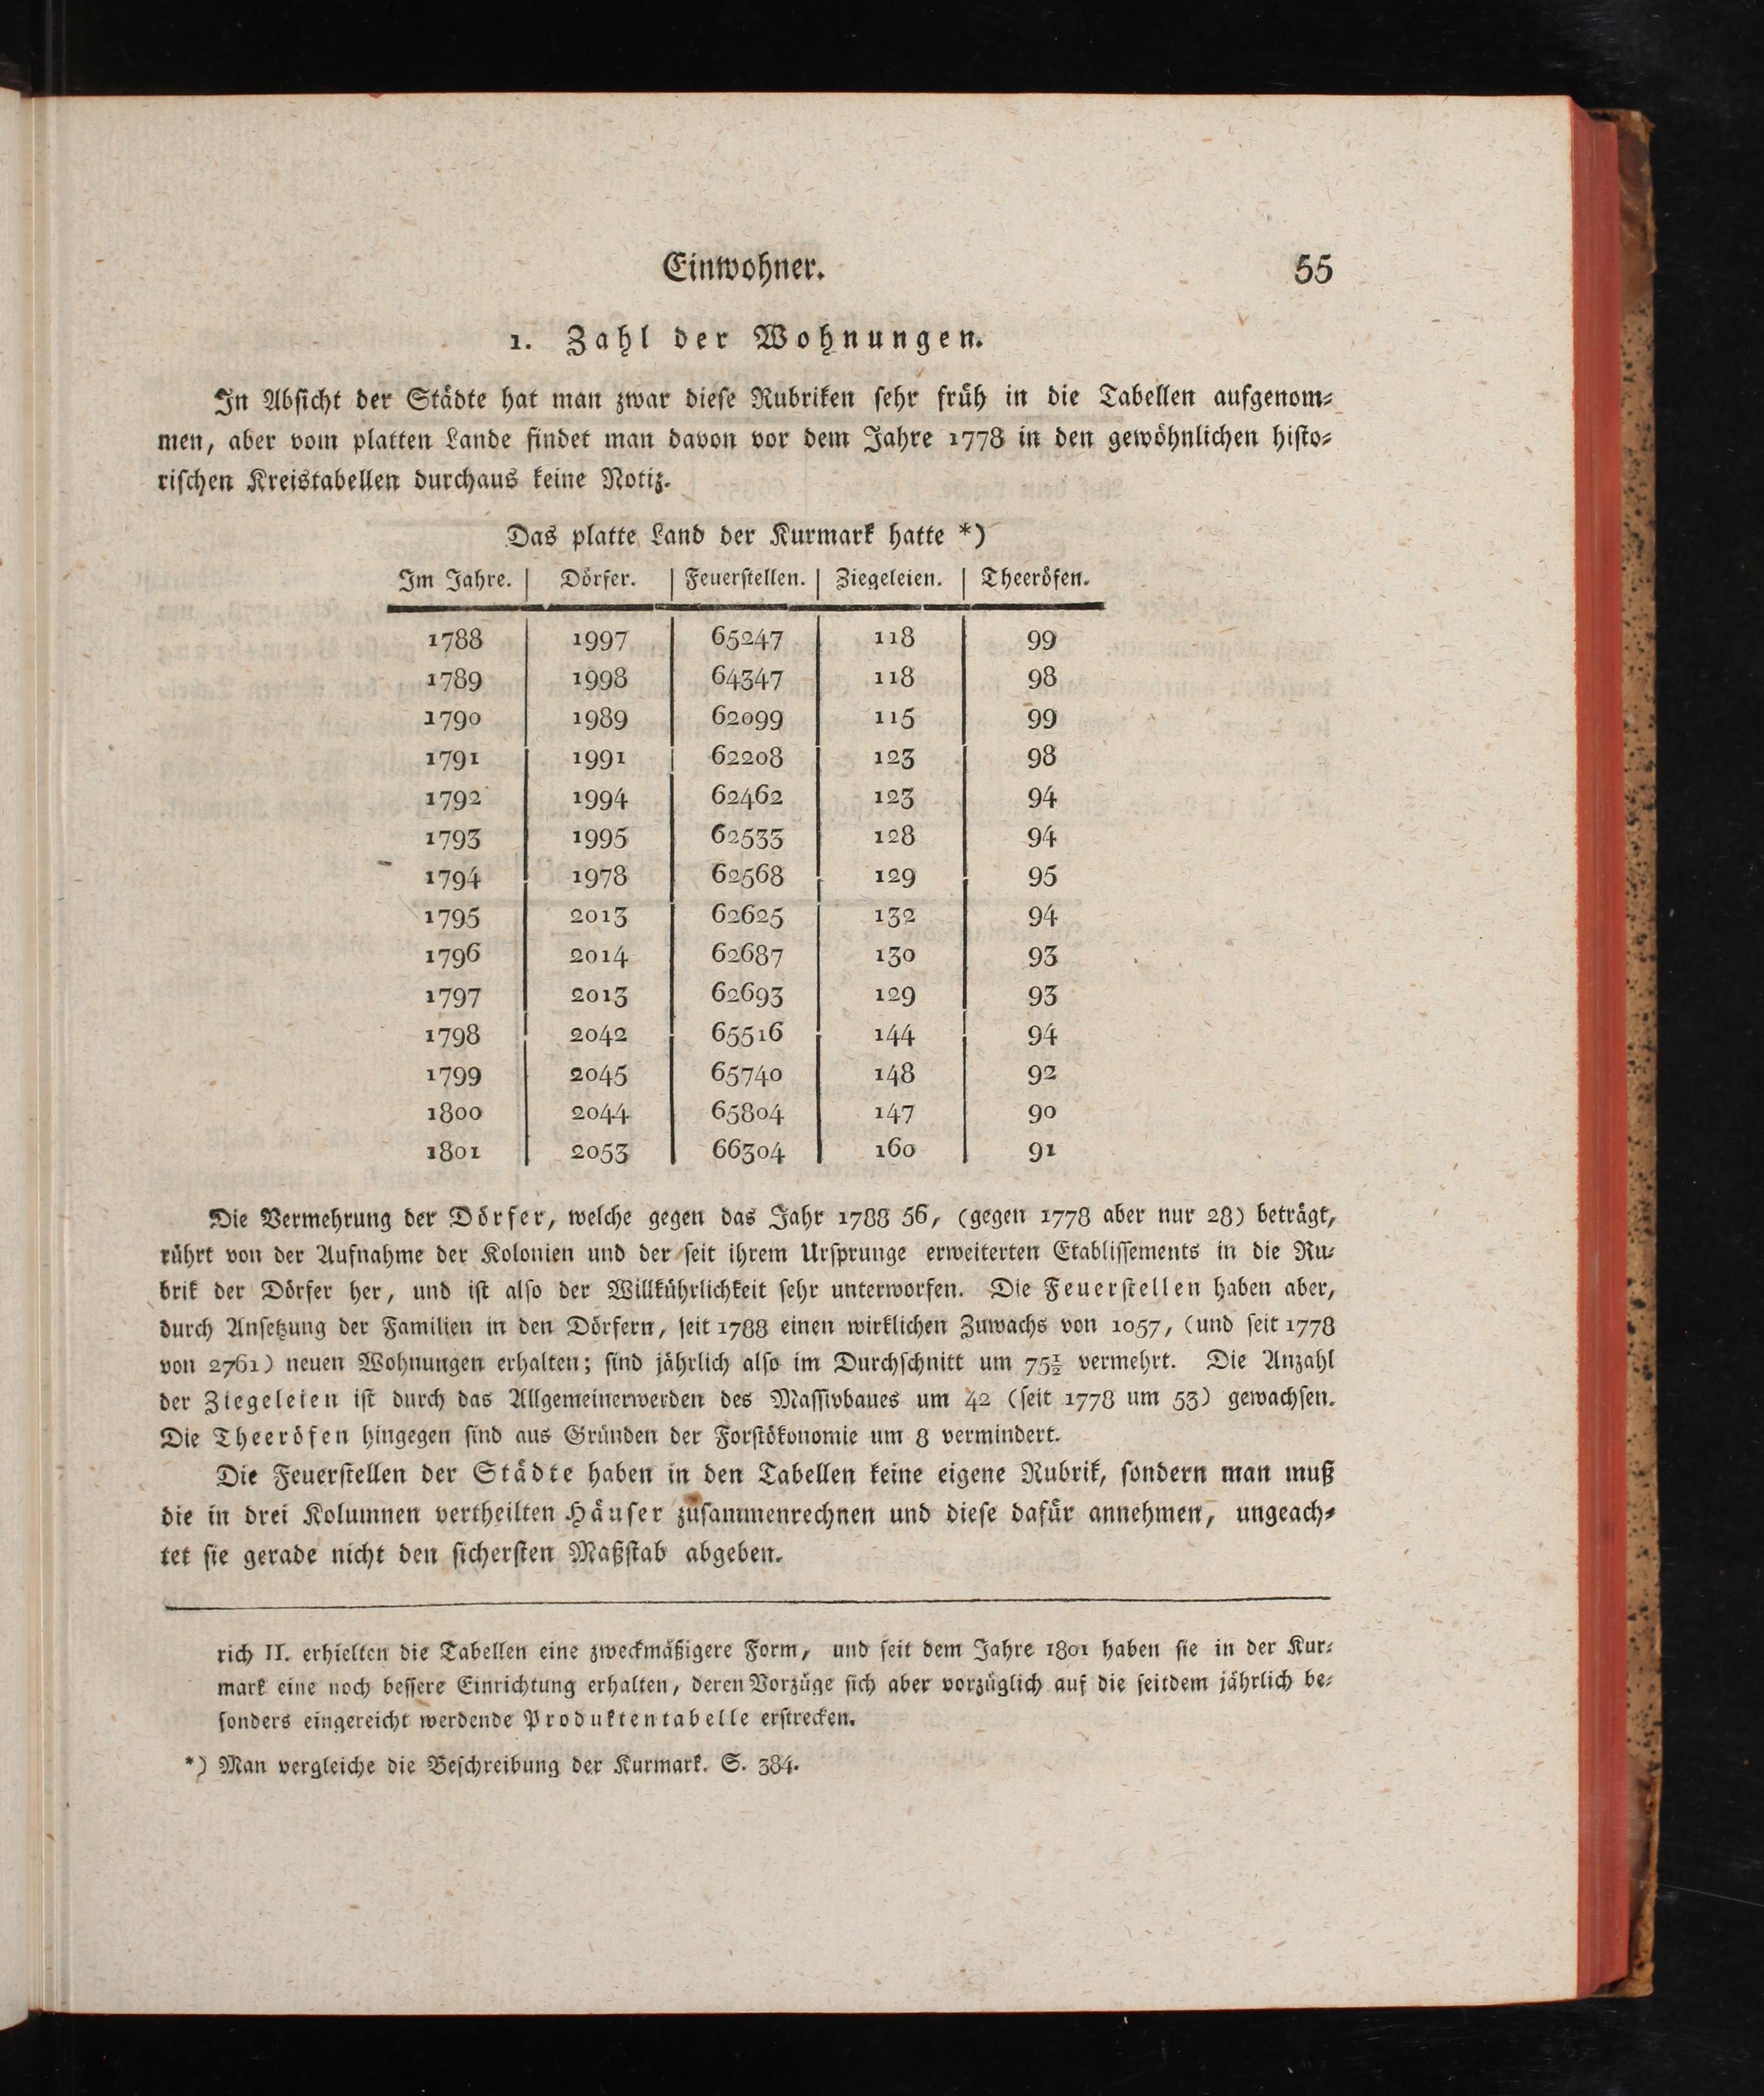 Einwohner. 55
1. Zahl der Wohnungen.
In Absicht der Städte hat man zwar diese Rubriken sehr früh in die Tabellen aufgenom⸗
men, aber vom platten Lande findet man davon vor dem Jahre 1778 in den gewöhnlichen histo⸗
rischen Kreistabellen durchaus keine Notiz.
Das platte Land der Kurmark hatte *)
Im Jahre. | Dörfer. | Feuerstellen. | Ziegeleien. | Theeröfen.
1788 | 1997 | 65247 | 118 | 99
1789 | 1998 | 64347 | 118 | 98
1790 | 1989 | 62099 | 115 | 99
1791 | 1991 | 62208 | 123 | 98
1792 | 1994 | 62462 | 123 | 94
1793 | 1995 | 62533 | 128 | 94
1794 | 1978 | 62568 | 129 | 95
1795 | 2013 | 62625 | 132 | 94
1796 | 2014 | 62687 | 130 | 93
1797 | 2013 | 62693 | 129 | 93
1798 | 2042 | 65516 | 144 | 94
1799 | 2045 | 65740 | 148 | 92
1800 | 2044 | 65804 | 147 | 90
1801 | 2053 | 66304 | 160 | 91
Die Vermehrung der Dörfer, welche gegen das Jahr 1788 56, (gegen 1778 aber nur 28) beträgt,
rührt von der Aufnahme der Kolonien und der seit ihrem Ursprunge erweiterten Etablissements in die Ru⸗
brik der Dörfer her, und ist also der Willkührlichkeit sehr unterworfen. Die Feuerstellen haben aber,
durch Ansetzung der Familien in den Dörfern, seit 1788 einen wirklichen Zuwachs von 1057, (und seit 1778
von 2761) neuen Wohnungen erhalten; sind jährlich also im Durchschnitt um 75½ vermehrt. Die Anzahl
der Ziegeleien ist durch das Allgemeinerwerden des Massivbaues um 42 (seit 1778 um 53) gewachsen.
Die Theeröfen hingegen sind aus Gründen der Forstökonomie um 8 vermindert.
Die Feuerstellen der Städte haben in den Tabellen keine eigene Rubrik, sondern man muß
die in drei Kolumnen vertheilten Häuser zusammenrechnen und diese dafür annehmen, ungeach⸗
tet sie gerade nicht den sichersten Maßstab abgeben.
rich II. erhielten die Tabellen eine zweckmäßigere Form, und seit dem Jahre 1801 haben sie in der Kur⸗
mark eine noch bessere Einrichtung erhalten, deren Vorzüge sich aber vorzüglich auf die seitdem jährlich be⸗
sonders eingereicht werdende Produktentabelle erstrecken.
*) Man vergleiche die Beschreibung der Kurmark. S. 384.